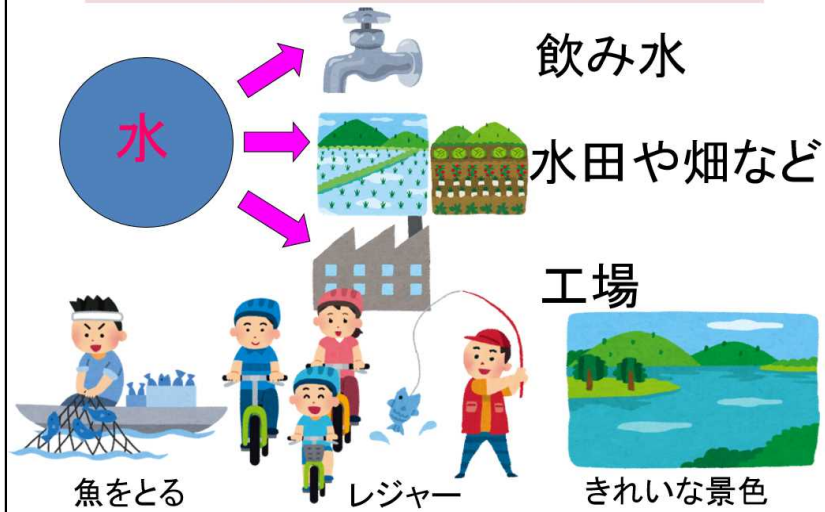 飲み水
水
水田や畑など
工場
魚をとる
レジャー
きれいな景色